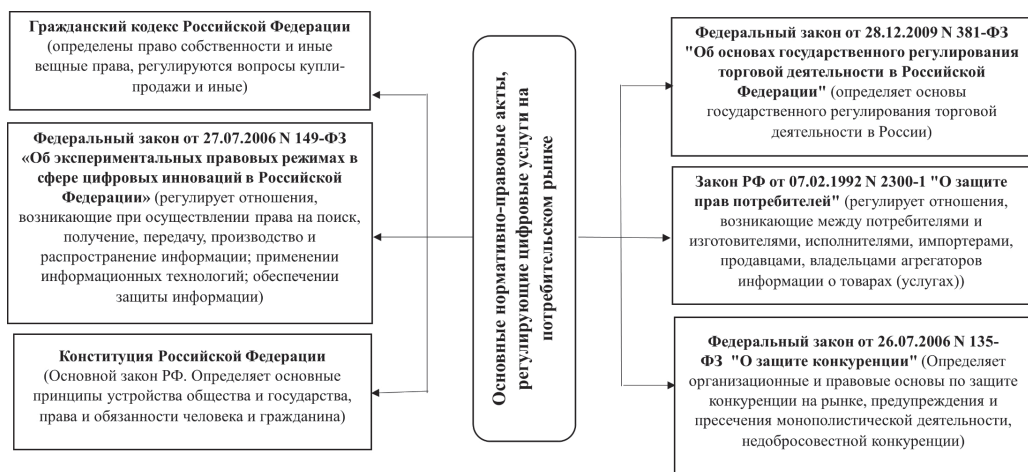 Гражданский кодекс Российской Федерации
(определены право собственности и иные
вещные права, регулируются вопросы купли-
продажи и иные)
Федеральный закон от 27.07.2006 N 149-ФЗ
«Об экспериментальных правовых режимах в
сфере цифровых инноваций в Российской
Федерации» (регулирует отношения,
возникающие при осуществлении права на поиск,
получение, передачу, производство и
распространение информации; применении
информационных технологий; обеспечении
защиты информации)
Конституция Российской Федерации
(Основной закон РФ. Определяет основные
принципы устройства общества и государства,
права и обязанности человека и гражданина)
Основные нормативно-правовые акты,
регулирующие цифровые услуги на
потребительском рынке
Федеральный закон от 28.12.2009 N 381-ФЗ
"Об основах государственного регулирования
торговой деятельности в Российской
Федерации" (определяет основы
государственного регулирования торговой
деятельности в России)
Закон РФ от 07.02.1992 N 2300-1 "О защите
прав потребителей" (регулирует отношения,
возникающие между потребителями и
изготовителями, исполнителями, импортерами,
продавцами, владельцами агрегаторов
информации о товарах (услугах))
Федеральный закон от 26.07.2006 N 135-
ФЗ "О защите конкуренции" (Определяет
организационные и правовые основы по защите
конкуренции на рынке, предупреждения и
пресечения монополистической деятельности,
недобросовестной конкуренции)